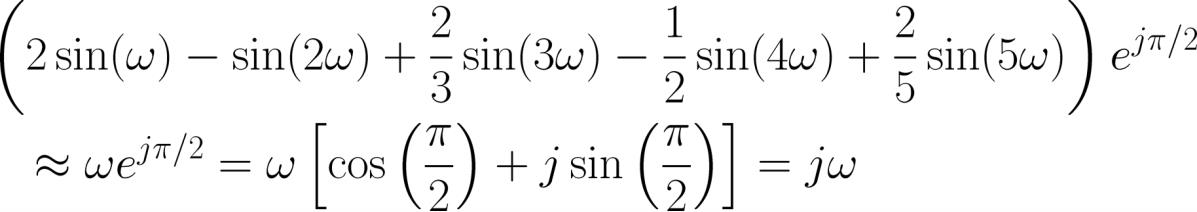 (2 sin(ω) − sin(2ω) + 2/3 sin(3ω) − 1/2 sin(4ω) + 2/5 sin(5ω)) e^{jπ/2}
≈ ωe^{jπ/2} = ω [cos (π/2) + j sin (π/2)] = jω